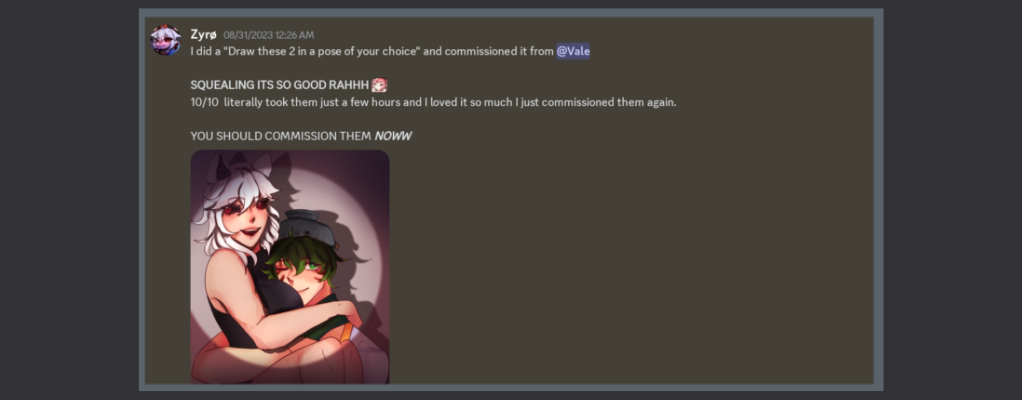 Zyrø 08/31/2023 12:26 AM
I did a "Draw these 2 in a pose of your choice" and commissioned it from @Vale
SQUEALING ITS SO GOOD RAHHH
10/10 literally took them just a few hours and I loved it so much I just commissioned them again.
YOU SHOULD COMMISSION THEM NOWW